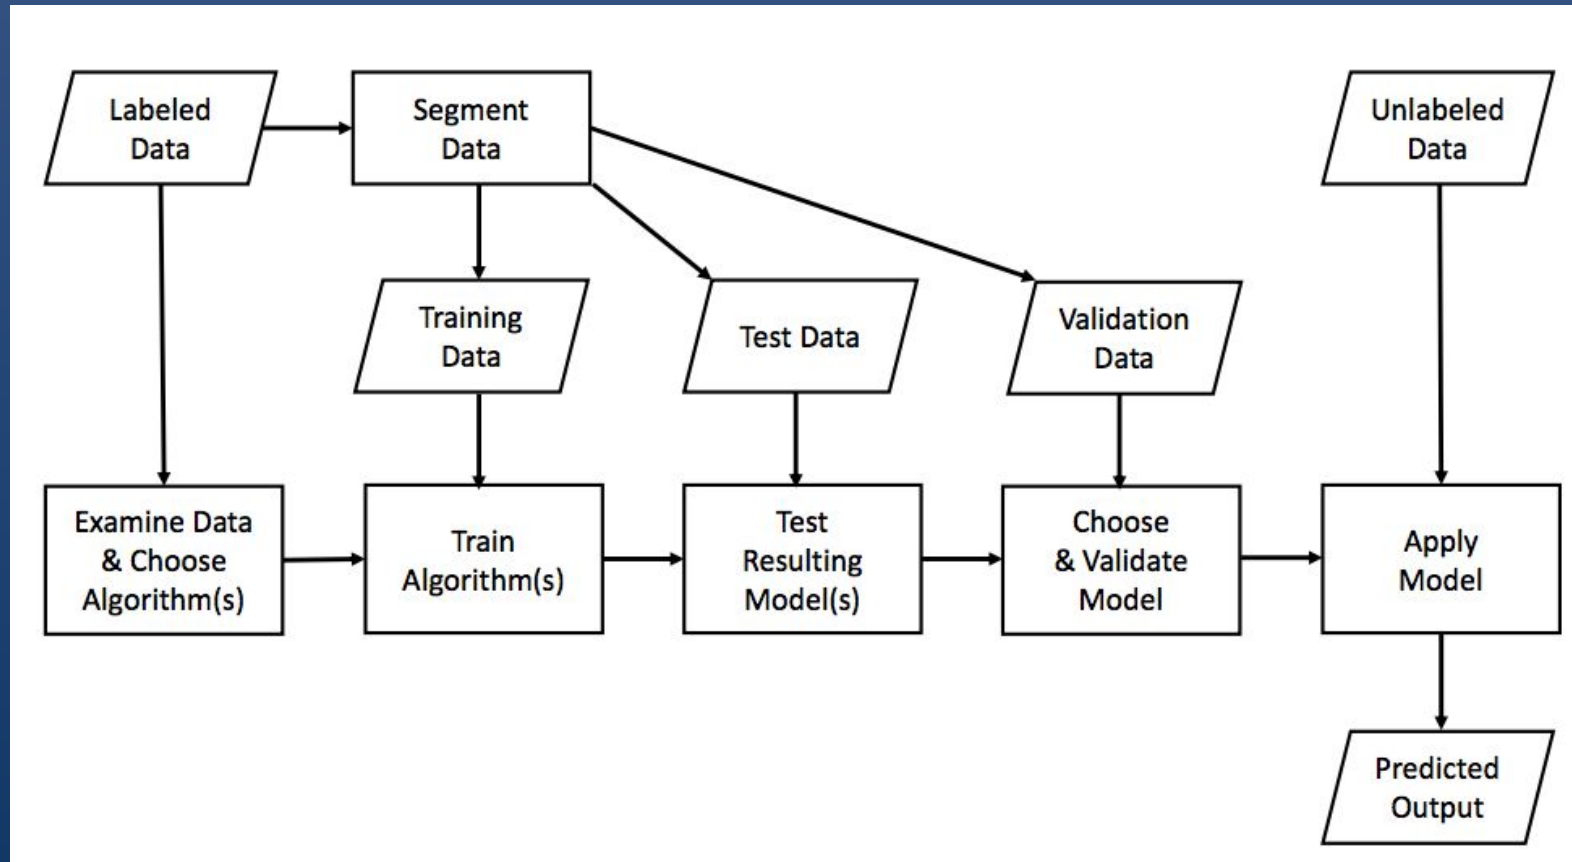 Labeled
Data
Segment
Data
Unlabeled
Data
Training
Data
Test Data
Validation
Data
Examine Data
& Choose
Algorithm(s)
Train
Algorithm(s)
Test
Resulting
Model(s)
Choose
& Validate
Model
Apply
Model
Predicted
Output